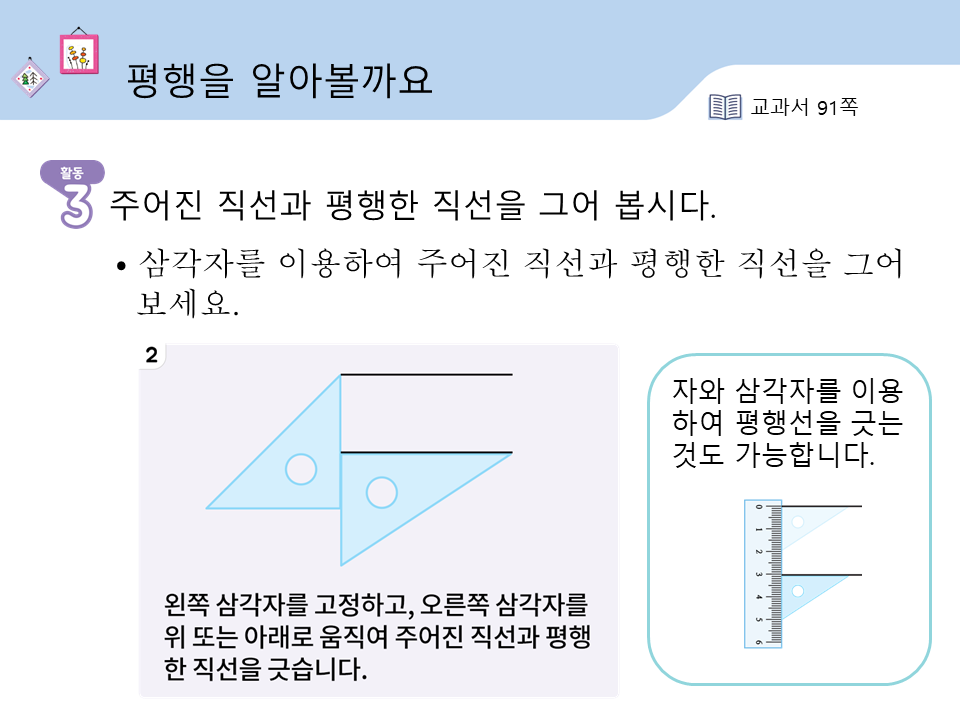 평행을 알아볼까요
교과서 91쪽
활동
3
주어진 직선과 평행한 직선을 그어 봅시다.
• 삼각자를 이용하여 주어진 직선과 평행한 직선을 그어
보세요.
2
왼쪽 삼각자를 고정하고, 오른쪽 삼각자를
위 또는 아래로 움직여 주어진 직선과 평행
한 직선을 긋습니다.
자와 삼각자를 이용
하여 평행선을 긋는
것도 가능합니다.
0
1
2
3
4
5
6